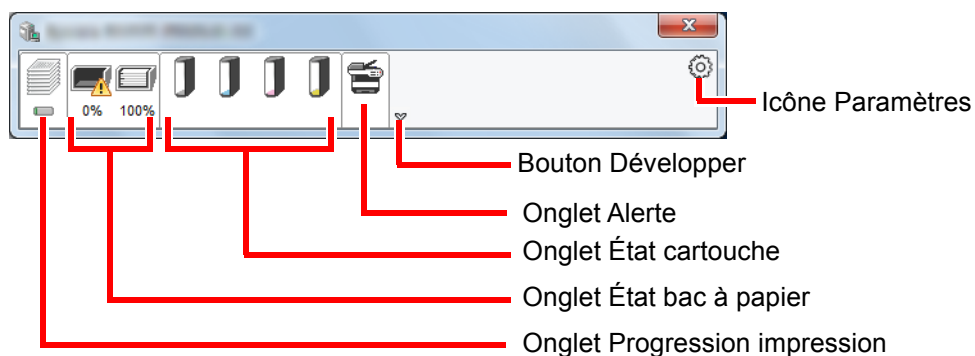 x
0%
100%
Icône Paramètres
Bouton Développer
Onglet Alerte
Onglet État cartouche
Onglet État bac à papier
Onglet Progression impression